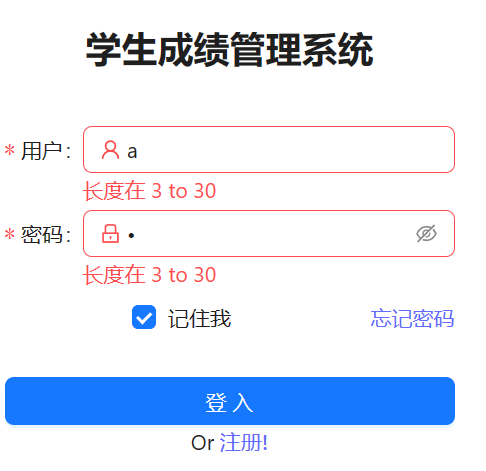 学生成绩管理系统
* 用户: a
长度在 3 to 30
* 密码: •
长度在 3 to 30
记住我 忘记密码
登 入
Or 注册!